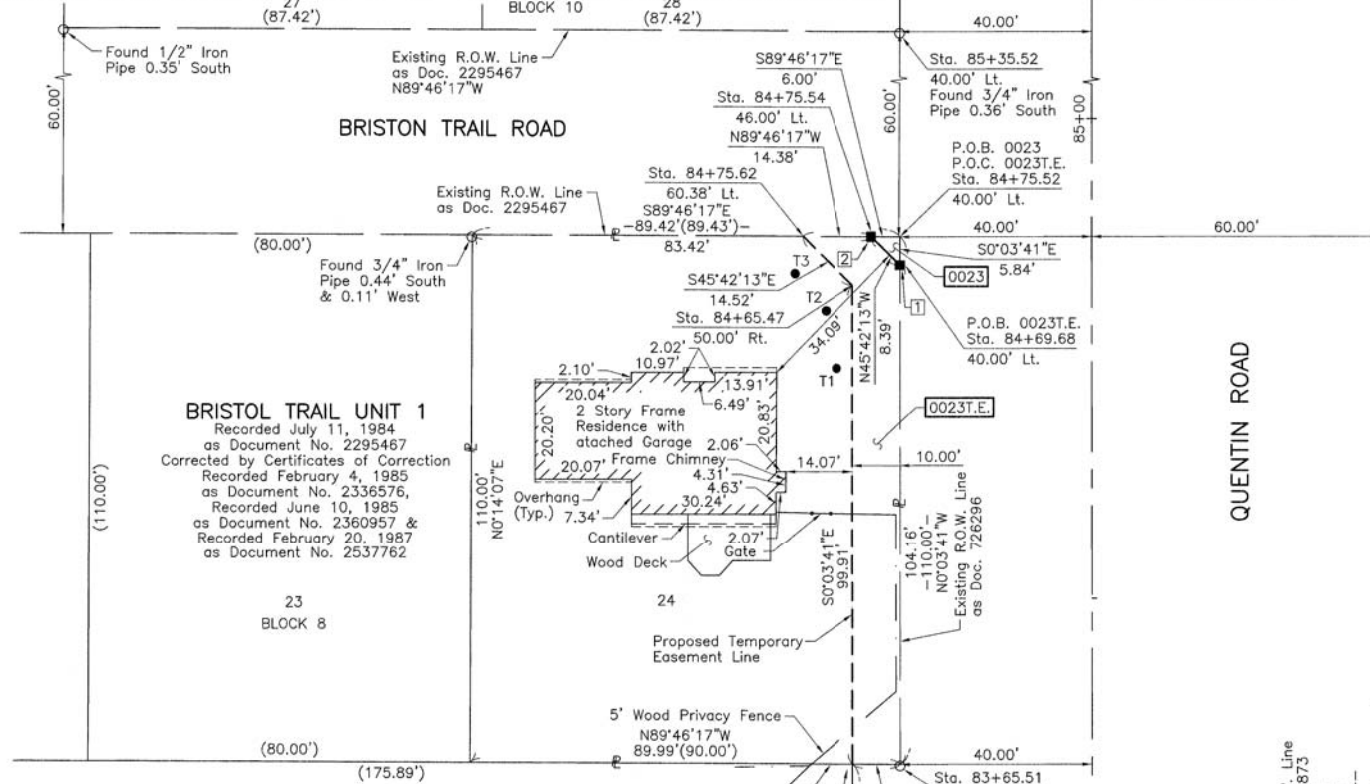 27
(87.42')
BLOCK 10
28
(87.42')
40.00'
Found 1/2" Iron
Pipe 0.35' South
Existing R.O.W. Line
as Doc. 2295467
N89°46'17"W
S89°46'17"E
6.00'
Sta. 84+75.54
46.00' Lt.
N89°46'17"W
14.38'
Sta. 85+35.52
40.00' Lt.
Found 3/4" Iron
Pipe 0.36' South
60.00'
60.00'
85+00
BRISTON TRAIL ROAD
P.O.B. 0023
P.O.C. 0023T.E.
Sta. 84+75.52
40.00' Lt.
Sta. 84+75.62
60.38' Lt.
S89°46'17"E
-89.42'(89.43')-
83.42'
Existing R.O.W. Line
as Doc. 2295467
(80.00')
40.00'
60.00'
Found 3/4" Iron
Pipe 0.44' South
& 0.11' West
T3
2
S0°03'41"E
5.84'
0023
S45°42'13"E
14.52'
T2
1
Sta. 84+65.47
50.00' Rt.
34.09'
N45°42'13"W
8.39'
P.O.B. 0023T.E.
Sta. 84+69.68
40.00' Lt.
2.02'
10.97'
2.10'
13.91'
T1
20.04'
6.49'
QUENTIN ROAD
BRISTOL TRAIL UNIT 1
Recorded July 11, 1984
as Document No. 2295467
Corrected by Certificates of Correction
Recorded February 4, 1985
as Document No. 2336576,
Recorded June 10, 1985
as Document No. 2360957 &
Recorded February 20, 1987
as Document No. 2537762
2 Story Frame
Residence with
atached Garage
20.20'
20.83'
0023T.E.
2.06'
Frame Chimney
20.07'
4.31'
4.63'
14.07'
10.00'
(110.00')
110.00'
N0°14'07"E
Overhang
(Typ.)
7.34'
30.24'
Cantilever
2.07'
Gate
Wood Deck
S0°03'41"E
99.91'
104.16'
-110.00'-
N0°03'41"W
Existing R.O.W. Line
as Doc. 726296
23
BLOCK 8
24
Proposed Temporary
Easement Line
5' Wood Privacy Fence
N89°46'17"W
89.99'(90.00')
(80.00')
(175.89')
40.00'
Sta. 83+65.51
Line
873